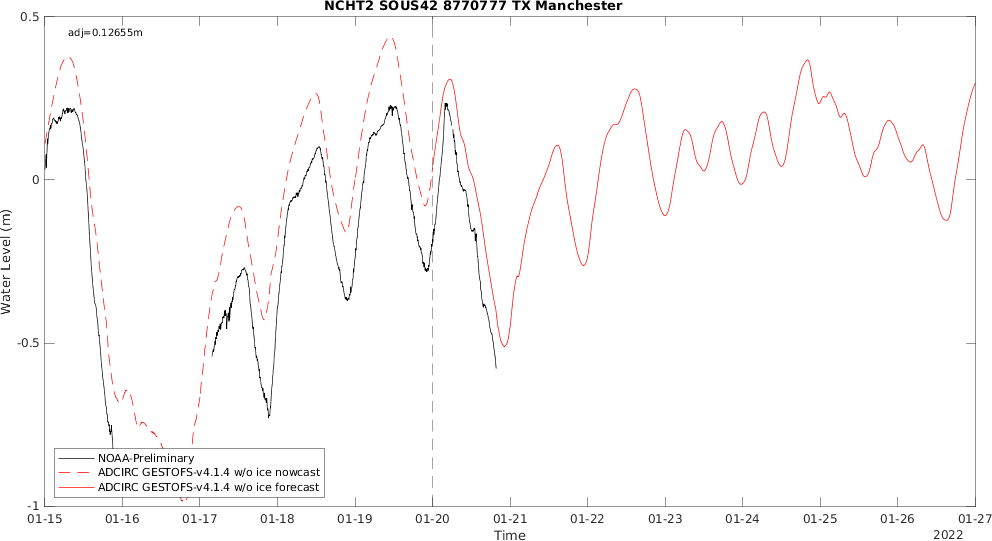 NCHT2 SOUS42 8770777 TX Manchester
adj=0.12655m
0.5
0
-0.5
-1
Water Level (m)
NOAA-Preliminary
ADCIRC GESTOFS-v4.1.4 w/o ice nowcast
ADCIRC GESTOFS-v4.1.4 w/o ice forecast
01-15 01-16 01-17 01-18 01-19 01-20 01-21 01-22 01-23 01-24 01-25 01-26 01-27
Time
2022